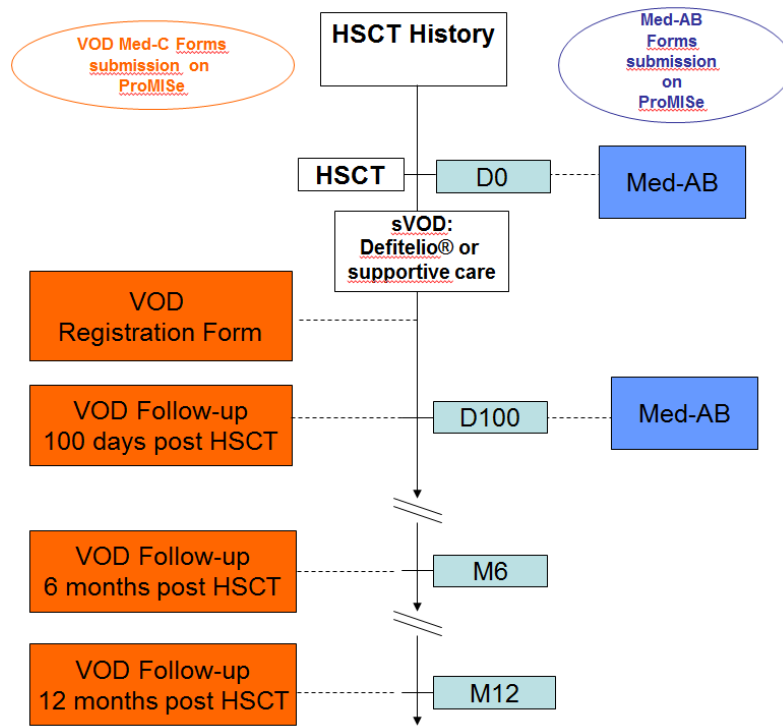 VOD Med-C Forms
submission on
ProMISe
HSCT History
Med-AB
Forms
submission
on
ProMISe
HSCT
D0
Med-AB
sVOD:
Defitelio® or
supportive care
VOD
Registration Form
VOD Follow-up
100 days post HSCT
D100
Med-AB
VOD Follow-up
6 months post HSCT
M6
VOD Follow-up
12 months post HSCT
M12